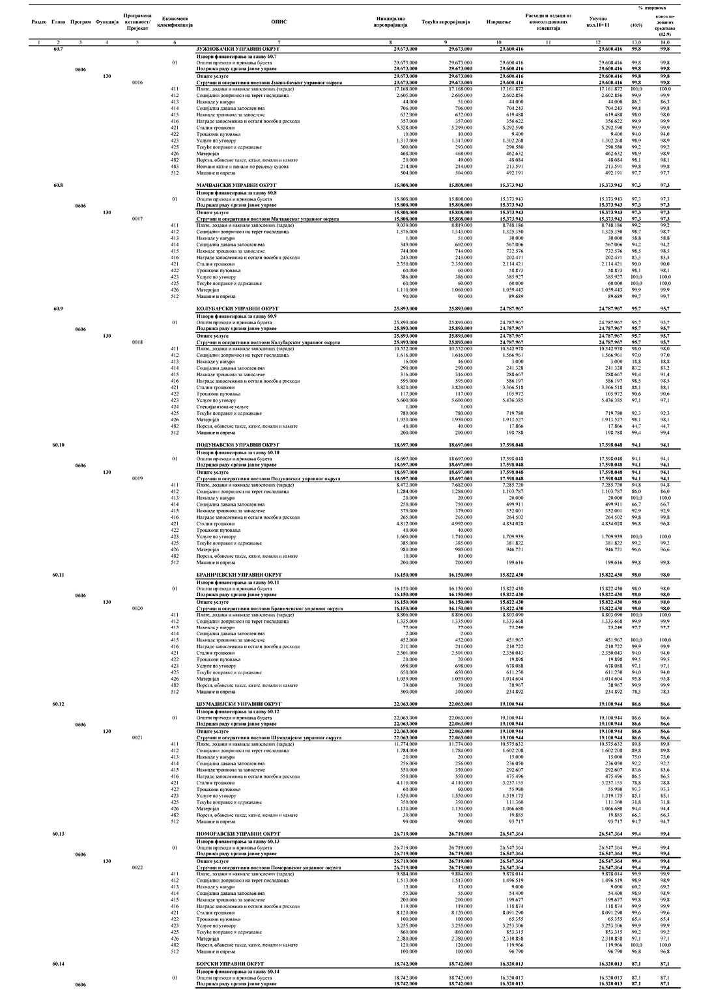 % извршења
Раздео Глава Програм Функција Програмска активност/ Пројекат Економска класификација ОПИС Иницијална апропријација Текућа апропријација Извршење Расходи и издаци из консолидованих извештаја Укупно кол.10+11 (10:9) консоли-дованих средстава (12:9)
1 2 3 4 5 6 7 8 9 10 11 12 13,0 14,0
60.7 ЈУЖНОБАЧКИ УПРАВНИ ОКРУГ 29.673.000 29.673.000 29.600.416 29.600.416 99,8 99,8
Извори финансирања за главу 60.7
01 Општи приходи и примања буџета 29.673.000 29.673.000 29.600.416 29.600.416 99,8 99,8
0606 Подршка раду органа јавне управе 29.673.000 29.673.000 29.600.416 29.600.416 99,8 99,8
130 Опште услуге 29.673.000 29.673.000 29.600.416 29.600.416 99,8 99,8
0016 Стручни и оперативни послови Јужно-бачког управног округа 29.673.000 29.673.000 29.600.416 29.600.416 99,8 99,8
411 Плате, додаци и накнаде запослених (зараде) 17.168.000 17.168.000 17.161.872 17.161.872 100,0 100,0
412 Социјални доприноси на терет послодавца 2.605.000 2.605.000 2.602.856 2.602.856 99,9 99,9
413 Накнаде у натури 44.000 51.000 44.000 44.000 86,3 86,3
414 Социјална давања запосленима 706.000 706.000 704.243 704.243 99,8 99,8
415 Накнаде трошкова за запослене 632.000 632.000 619.488 619.488 98,0 98,0
416 Награде запосленима и остали посебни расходи 357.000 357.000 356.622 356.622 99,9 99,9
421 Стални трошкови 5.328.000 5.299.000 5.292.590 5.292.590 99,9 99,9
422 Трошкови путовања 10.000 10.000 9.400 9.400 94,0 94,0
423 Услуге по уговору 1.317.000 1.317.000 1.302.268 1.302.268 98,9 98,9
425 Текуће поправке и одржавање 300.000 293.000 290.580 290.580 99,2 99,2
426 Материјал 468.000 468.000 462.632 462.632 98,9 98,9
482 Порези, обавезне таксе, казне, пенали и камате 20.000 49.000 48.084 48.084 98,1 98,1
483 Новчане казне и пенали по решењу судова 214.000 214.000 213.591 213.591 99,8 99,8
512 Машине и опрема 504.000 504.000 492.191 492.191 97,7 97,7
60.8 МАЧВАНСКИ УПРАВНИ ОКРУГ 15.808.000 15.808.000 15.373.943 15.373.943 97,3 97,3
Извори финансирања за главу 60.8
01 Општи приходи и примања буџета 15.808.000 15.808.000 15.373.943 15.373.943 97,3 97,3
0606 Подршка раду органа јавне управе 15.808.000 15.808.000 15.373.943 15.373.943 97,3 97,3
130 Опште услуге 15.808.000 15.808.000 15.373.943 15.373.943 97,3 97,3
0017 Стручни и оперативни послови Мачванског управног округа 15.808.000 15.808.000 15.373.943 15.373.943 97,3 97,3
411 Плате, додаци и накнаде запослених (зараде) 9.039.000 8.819.000 8.748.186 8.748.186 99,2 99,2
412 Социјални доприноси на терет послодавца 1.376.000 1.343.000 1.325.350 1.325.350 98,7 98,7
413 Накнаде у натури 1.000 51.000 30.000 30.000 58,8 58,8
414 Социјална давања запосленима 349.000 602.000 567.006 567.006 94,2 94,2
415 Накнаде трошкова за запослене 744.000 744.000 732.576 732.576 98,5 98,5
416 Награде запосленима и остали посебни расходи 243.000 243.000 202.471 202.471 83,3 83,3
421 Стални трошкови 2.350.000 2.350.000 2.114.421 2.114.421 90,0 90,0
422 Трошкови путовања 60.000 60.000 58.873 58.873 98,1 98,1
423 Услуге по уговору 386.000 386.000 385.927 385.927 100,0 100,0
425 Текуће поправке и одржавање 60.000 60.000 60.000 60.000 100,0 100,0
426 Материјал 1.110.000 1.060.000 1.059.443 1.059.443 99,9 99,9
512 Машине и опрема 90.000 90.000 89.689 89.689 99,7 99,7
60.9 КОЛУБАРСКИ УПРАВНИ ОКРУГ 25.893.000 25.893.000 24.787.967 24.787.967 95,7 95,7
Извори финансирања за главу 60.9
01 Општи приходи и примања буџета 25.893.000 25.893.000 24.787.967 24.787.967 95,7 95,7
0606 Подршка раду органа јавне управе 25.893.000 25.893.000 24.787.967 24.787.967 95,7 95,7
130 Опште услуге 25.893.000 25.893.000 24.787.967 24.787.967 95,7 95,7
0018 Стручни и оперативни послови Колубарског управног округа 25.893.000 25.893.000 24.787.967 24.787.967 95,7 95,7
411 Плате, додаци и накнаде запослених (зараде) 10.552.000 10.552.000 10.342.978 10.342.978 98,0 98,0
412 Социјални доприноси на терет послодавца 1.616.000 1.616.000 1.566.961 1.566.961 97,0 97,0
413 Накнаде у натури 16.000 16.000 3.000 3.000 18,8 18,8
414 Социјална давања запосленима 290.000 290.000 241.328 241.328 83,2 83,2
415 Накнаде трошкова за запослене 316.000 316.000 288.667 288.667 91,4 91,4
416 Награде запосленима и остали посебни расходи 595.000 595.000 586.197 586.197 98,5 98,5
421 Стални трошкови 3.820.000 3.820.000 3.366.518 3.366.518 88,1 88,1
422 Трошкови путовања 117.000 117.000 105.972 105.972 90,6 90,6
423 Услуге по уговору 5.600.000 5.600.000 5.436.385 5.436.385 97,1 97,1
424 Специјализоване услуге 1.000 1.000
425 Текуће поправке и одржавање 780.000 780.000 719.780 719.780 92,3 92,3
426 Материјал 1.950.000 1.950.000 1.913.527 1.913.527 98,1 98,1
482 Порези, обавезне таксе, казне, пенали и камате 40.000 40.000 17.866 17.866 44,7 44,7
512 Машине и опрема 200.000 200.000 198.788 198.788 99,4 99,4
60.10 ПОДУНАВСКИ УПРАВНИ ОКРУГ 18.697.000 18.697.000 17.598.048 17.598.048 94,1 94,1
Извори финансирања за главу 60.10
01 Општи приходи и примања буџета 18.697.000 18.697.000 17.598.048 17.598.048 94,1 94,1
0606 Подршка раду органа јавне управе 18.697.000 18.697.000 17.598.048 17.598.048 94,1 94,1
130 Опште услуге 18.697.000 18.697.000 17.598.048 17.598.048 94,1 94,1
0019 Стручни и оперативни послови Подунавског управног округа 18.697.000 18.697.000 17.598.048 17.598.048 94,1 94,1
411 Плате, додаци и накнаде запослених (зараде) 8.472.000 7.682.000 7.285.720 7.285.720 94,8 94,8
412 Социјални доприноси на терет послодавца 1.284.000 1.284.000 1.103.787 1.103.787 86,0 86,0
413 Накнаде у натури 20.000 20.000 20.000 20.000 100,0 100,0
414 Социјална давања запосленима 250.000 750.000 499.911 499.911 66,7 66,7
415 Накнаде трошкова за запослене 379.000 379.000 352.001 352.001 92,9 92,9
416 Награде запосленима и остали посебни расходи 265.000 265.000 264.502 264.502 99,8 99,8
421 Стални трошкови 4.812.000 4.992.000 4.834.028 4.834.028 96,8 96,8
422 Трошкови путовања 40.000 40.000
423 Услуге по уговору 1.600.000 1.710.000 1.709.939 1.709.939 100,0 100,0
425 Текуће поправке и одржавање 385.000 385.000 381.822 381.822 99,2 99,2
426 Материјал 980.000 980.000 946.721 946.721 96,6 96,6
482 Порези, обавезне таксе, казне, пенали и камате 10.000 10.000
512 Машине и опрема 200.000 200.000 199.616 199.616 99,8 99,8
60.11 БРАНИЧЕВСКИ УПРАВНИ ОКРУГ 16.150.000 16.150.000 15.822.430 15.822.430 98,0 98,0
Извори финансирања за главу 60.11
01 Општи приходи и примања буџета 16.150.000 16.150.000 15.822.430 15.822.430 98,0 98,0
0606 Подршка раду органа јавне управе 16.150.000 16.150.000 15.822.430 15.822.430 98,0 98,0
130 Опште услуге 16.150.000 16.150.000 15.822.430 15.822.430 98,0 98,0
0020 Стручни и оперативни послови Браничевског управног округа 16.150.000 16.150.000 15.822.430 15.822.430 98,0 98,0
411 Плате, додаци и накнаде запослених (зараде) 8.806.000 8.806.000 8.803.090 8.803.090 100,0 100,0
412 Социјални доприноси на терет послодавца 1.335.000 1.335.000 1.333.668 1.333.668 99,9 99,9
413 Накнаде у натури 77.000 77.000 75.240 75.240 97,7 97,7
414 Социјална давања запосленима 2.000 2.000
415 Накнаде трошкова за запослене 452.000 452.000 451.967 451.967 100,0 100,0
416 Награде запосленима и остали посебни расходи 211.000 211.000 210.722 210.722 99,9 99,9
421 Стални трошкови 2.501.000 2.501.000 2.350.043 2.350.043 94,0 94,0
422 Трошкови путовања 20.000 20.000 19.898 19.898 99,5 99,5
423 Услуге по уговору 698.000 698.000 678.088 678.088 97,1 97,1
425 Текуће поправке и одржавање 650.000 650.000 611.250 611.250 94,0 94,0
426 Материјал 1.059.000 1.059.000 1.014.604 1.014.604 95,8 95,8
482 Порези, обавезне таксе, казне, пенали и камате 39.000 39.000 38.967 38.967 99,9 99,9
512 Машине и опрема 300.000 300.000 234.892 234.892 78,3 78,3
60.12 ШУМАДИЈСКИ УПРАВНИ ОКРУГ 22.063.000 22.063.000 19.100.944 19.100.944 86,6 86,6
Извори финансирања за главу 60.12
01 Општи приходи и примања буџета 22.063.000 22.063.000 19.100.944 19.100.944 86,6 86,6
0606 Подршка раду органа јавне управе 22.063.000 22.063.000 19.100.944 19.100.944 86,6 86,6
130 Опште услуге 22.063.000 22.063.000 19.100.944 19.100.944 86,6 86,6
0021 Стручни и оперативни послови Шумадијског управног округа 22.063.000 22.063.000 19.100.944 19.100.944 86,6 86,6
411 Плате, додаци и накнаде запослених (зараде) 11.774.000 11.774.000 10.575.632 10.575.632 89,8 89,8
412 Социјални доприноси на терет послодавца 1.784.000 1.784.000 1.602.208 1.602.208 89,8 89,8
413 Накнаде у натури 20.000 20.000 15.000 15.000 75,0 75,0
414 Социјална давања запосленима 256.000 256.000 236.050 236.050 92,2 92,2
415 Накнаде трошкова за запослене 350.000 350.000 292.607 292.607 83,6 83,6
416 Награде запосленима и остали посебни расходи 550.000 550.000 475.496 475.496 86,5 86,5
421 Стални трошкови 4.110.000 4.110.000 3.237.155 3.237.155 78,8 78,8
422 Трошкови путовања 60.000 60.000 55.980 55.980 93,3 93,3
423 Услуге по уговору 1.550.000 1.550.000 1.319.175 1.319.175 85,1 85,1
425 Текуће поправке и одржавање 350.000 350.000 111.360 111.360 31,8 31,8
426 Материјал 1.130.000 1.130.000 1.066.680 1.066.680 94,4 94,4
482 Порези, обавезне таксе, казне, пенали и камате 30.000 30.000 19.885 19.885 66,3 66,3
512 Машине и опрема 99.000 99.000 93.717 93.717 94,7 94,7
60.13 ПОМОРАВСКИ УПРАВНИ ОКРУГ 26.719.000 26.719.000 26.547.364 26.547.364 99,4 99,4
Извори финансирања за главу 60.13
01 Општи приходи и примања буџета 26.719.000 26.719.000 26.547.364 26.547.364 99,4 99,4
0606 Подршка раду органа јавне управе 26.719.000 26.719.000 26.547.364 26.547.364 99,4 99,4
130 Опште услуге 26.719.000 26.719.000 26.547.364 26.547.364 99,4 99,4
0022 Стручни и оперативни послови Поморавског управног округа 26.719.000 26.719.000 26.547.364 26.547.364 99,4 99,4
411 Плате, додаци и накнаде запослених (зараде) 9.884.000 9.884.000 9.878.014 9.878.014 99,9 99,9
412 Социјални доприноси на терет послодавца 1.513.000 1.513.000 1.496.519 1.496.519 98,9 98,9
413 Накнаде у натури 13.000 13.000 9.000 9.000 69,2 69,2
414 Социјална давања запосленима 55.000 55.000 54.400 54.400 98,9 98,9
415 Накнаде трошкова за запослене 200.000 200.000 199.677 199.677 99,8 99,8
416 Награде запосленима и остали посебни расходи 119.000 119.000 118.874 118.874 99,9 99,9
421 Стални трошкови 8.120.000 8.120.000 8.091.290 8.091.290 99,6 99,6
422 Трошкови путовања 100.000 100.000 65.355 65.355 65,4 65,4
423 Услуге по уговору 3.255.000 3.255.000 3.253.306 3.253.306 99,9 99,9
425 Текуће поправке и одржавање 860.000 860.000 853.315 853.315 99,2 99,2
426 Материјал 2.380.000 2.380.000 2.310.858 2.310.858 97,1 97,1
482 Порези, обавезне таксе, казне, пенали и камате 120.000 120.000 119.966 119.966 100,0 100,0
512 Машине и опрема 100.000 100.000 96.790 96.790 96,8 96,8
60.14 БОРСКИ УПРАВНИ ОКРУГ 18.742.000 18.742.000 16.320.013 16.320.013 87,1 87,1
Извори финансирања за главу 60.14
01 Општи приходи и примања буџета 18.742.000 18.742.000 16.320.013 16.320.013 87,1 87,1
0606 Подршка раду органа јавне управе 18.742.000 18.742.000 16.320.013 16.320.013 87,1 87,1